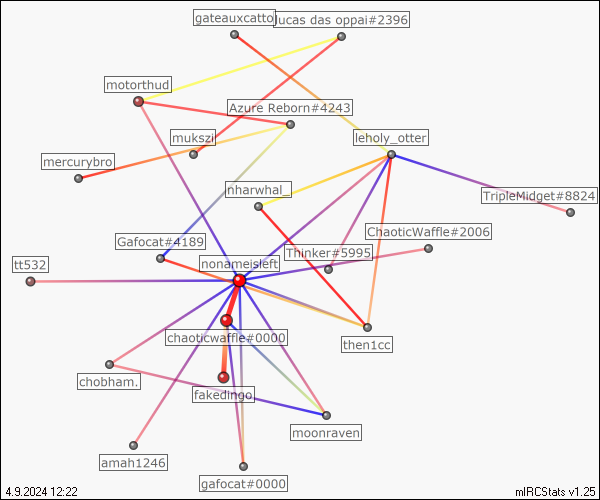 gateauxcatto
lucas das oppai#2396
motorthud
Azure Reborn#4243
mukszi
leholy_otter
mercurybro
nharwhal_
TripleMidget#8824
ChaoticWaffle#2006
Gafocat#4189
Thinker#5995
nonameisleft
tt532
chaoticwaffle#0000
then1cc
chobham.
fakedingo
moonraven
amah1246
gafocat#0000
4.9.2024 12:22
mIRCStats v1.25